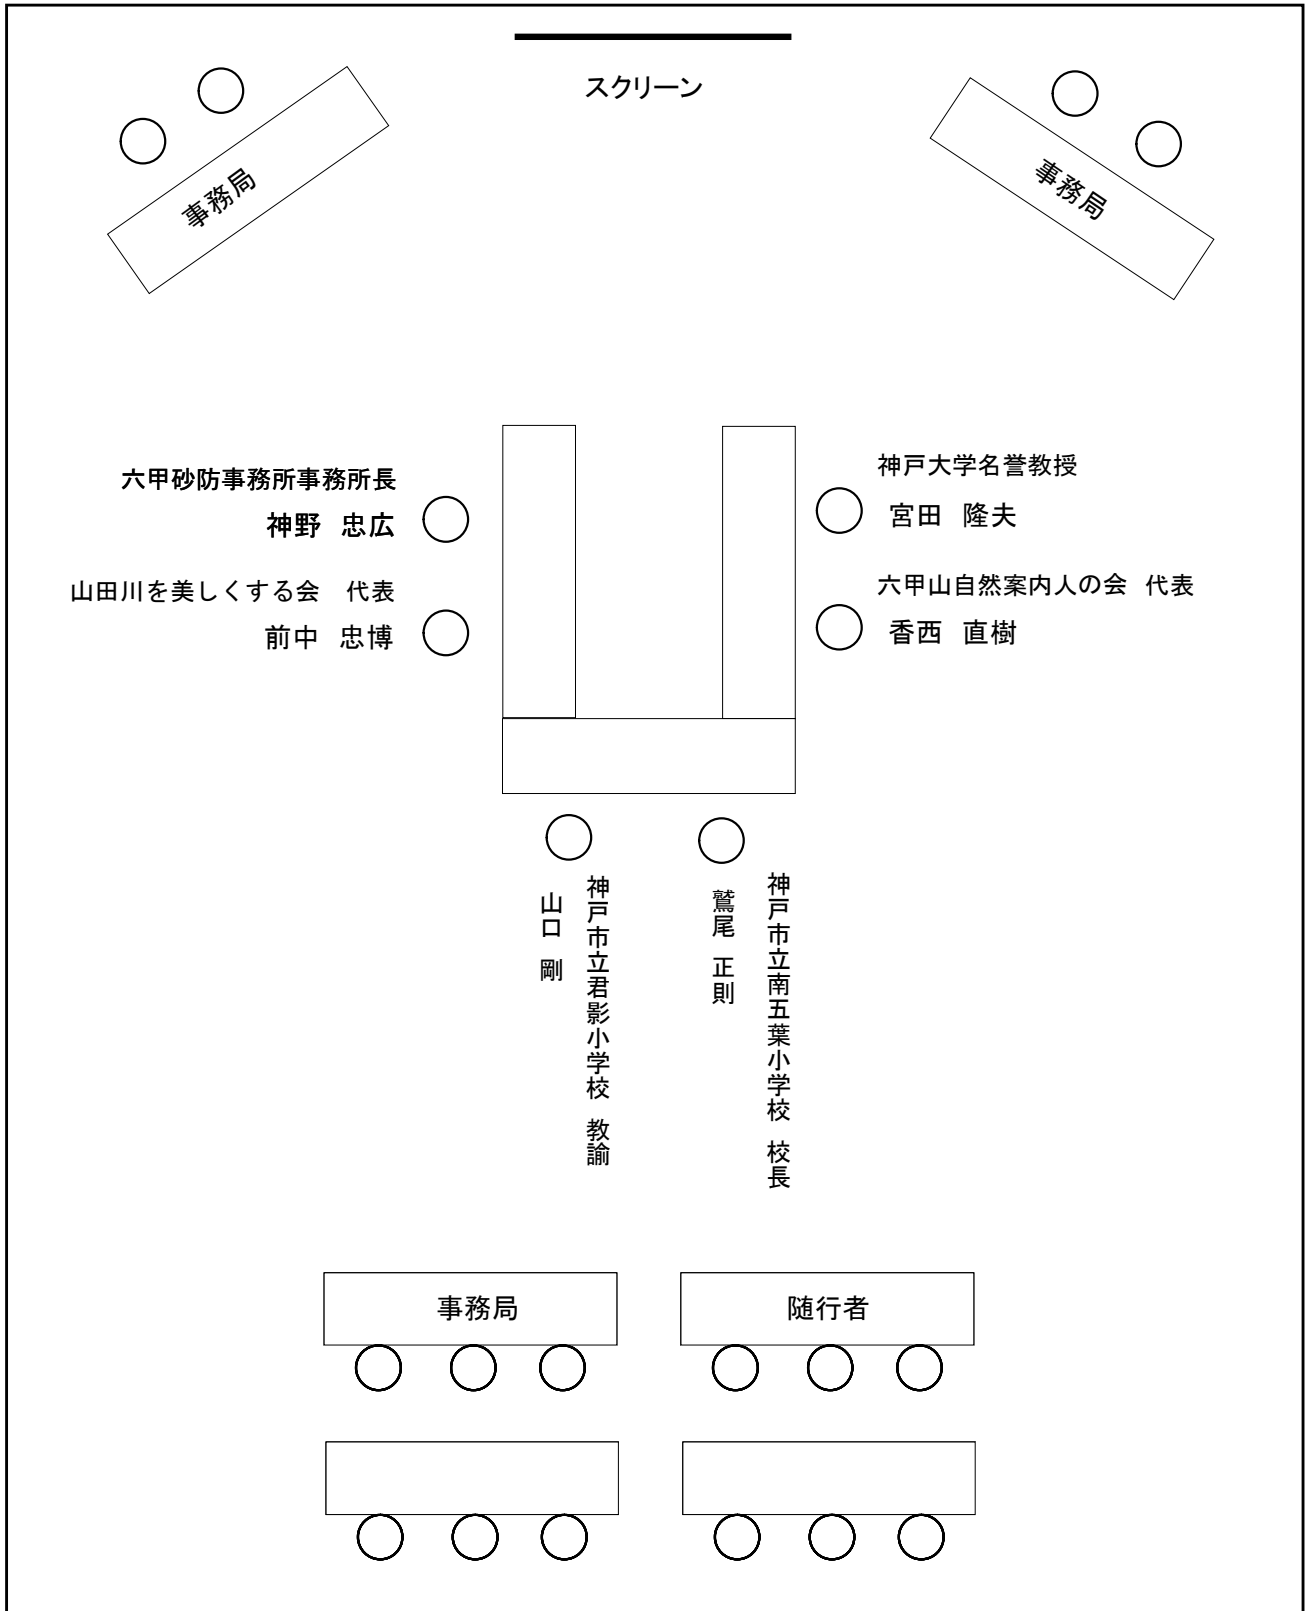 スクリーン
事務局
事務局
六甲砂防事務所事務所長
神野　忠広
神戸大学名誉教授
宮田　隆夫
山田川を美しくする会　代表
前中　忠博
六甲山自然案内人の会　代表
香西　直樹
神戸市立君影小学校　教諭
山口　剛
神戸市立南五葉小学校　校長
鷲尾　正則
事務局
随行者